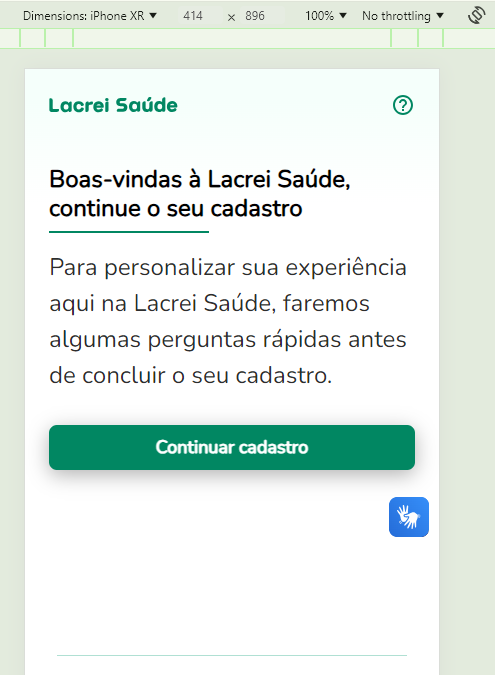 Dimensions: iPhone XR ▼ 414 × 896 100% ▼ No throttling ▼
Lacrei Saúde
Boas-vindas à Lacrei Saúde,
continue o seu cadastro
Para personalizar sua experiência
aqui na Lacrei Saúde, faremos
algumas perguntas rápidas antes
de concluir o seu cadastro.
Continuar cadastro